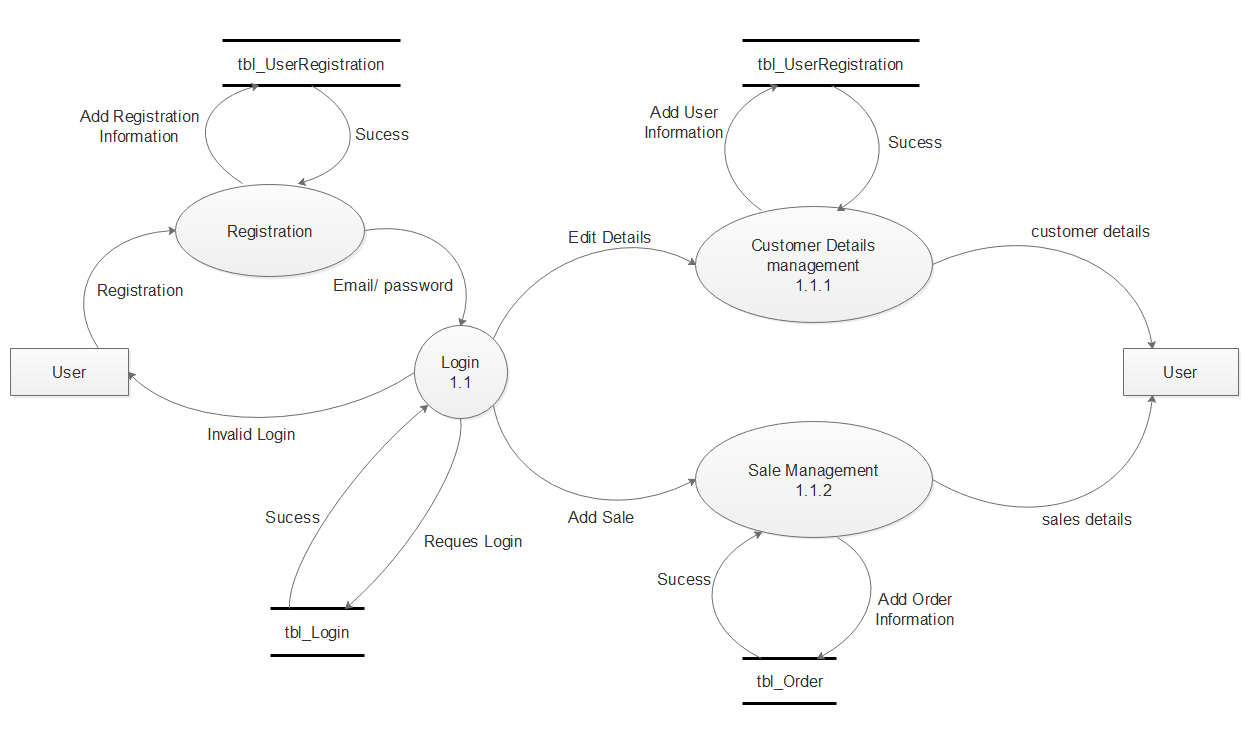 tbl_UserRegistration
tbl_UserRegistration
Add Registration
Information
Sucess
Add User
Information
Sucess
Registration
Edit Details
Customer Details
management
1.1.1
customer details
Registration
Email/ password
User
Login
1.1
User
Invalid Login
Sale Management
1.1.2
Sucess
Add Sale
sales details
Reques Login
Sucess
Add Order
Information
tbl_Login
tbl_Order